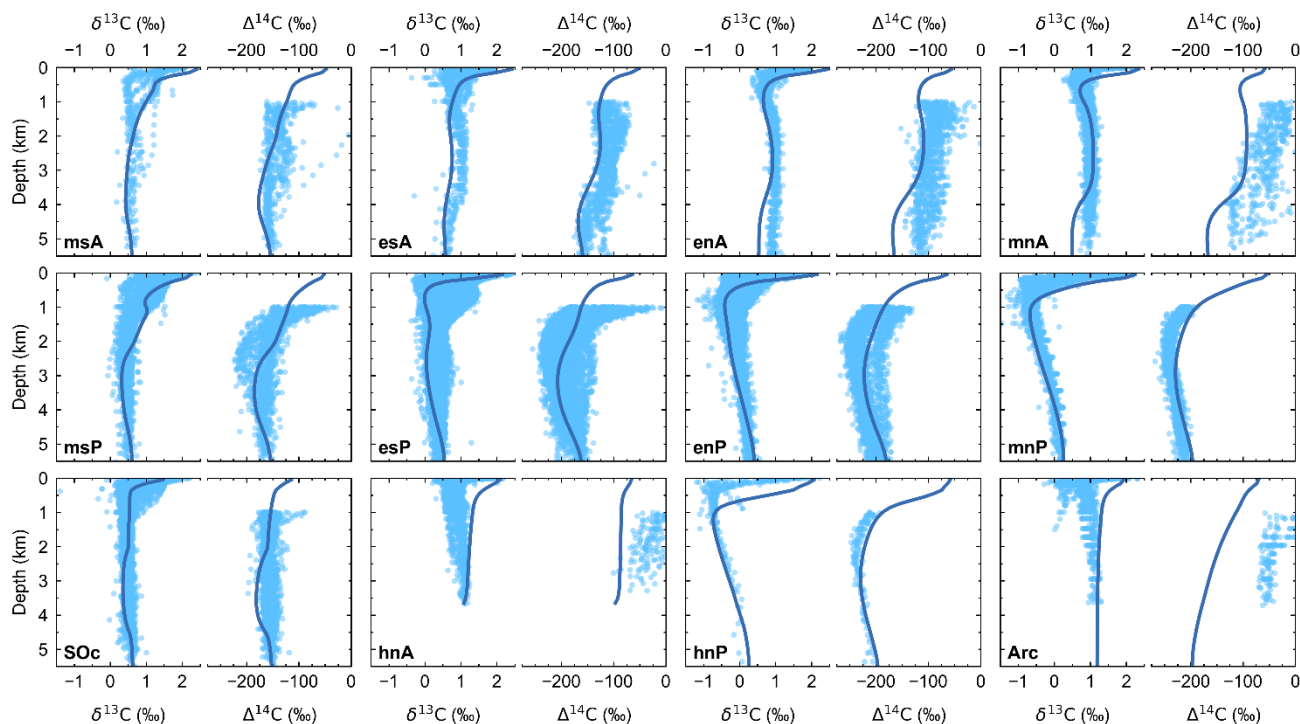 δ¹³C (‰) Δ¹⁴C (‰) δ¹³C (‰) Δ¹⁴C (‰) δ¹³C (‰) Δ¹⁴C (‰) δ¹³C (‰) Δ¹⁴C (‰)
−1 0 1 2 −200 −100 0 −1 0 1 2 −200 −100 0 −1 0 1 2 −200 −100 0 −1 0 1 2 −200 −100 0
0
1
2
Depth (km)
3
4
5
msA esA enA mnA
0
1
2
Depth (km)
3
4
5
msP esP enP mnP
0
1
2
Depth (km)
3
4
5
SOc hnA hnP Arc
−1 0 1 2 −200 −100 0 −1 0 1 2 −200 −100 0 −1 0 1 2 −200 −100 0 −1 0 1 2 −200 −100 0
δ¹³C (‰) Δ¹⁴C (‰) δ¹³C (‰) Δ¹⁴C (‰) δ¹³C (‰) Δ¹⁴C (‰) δ¹³C (‰) Δ¹⁴C (‰)